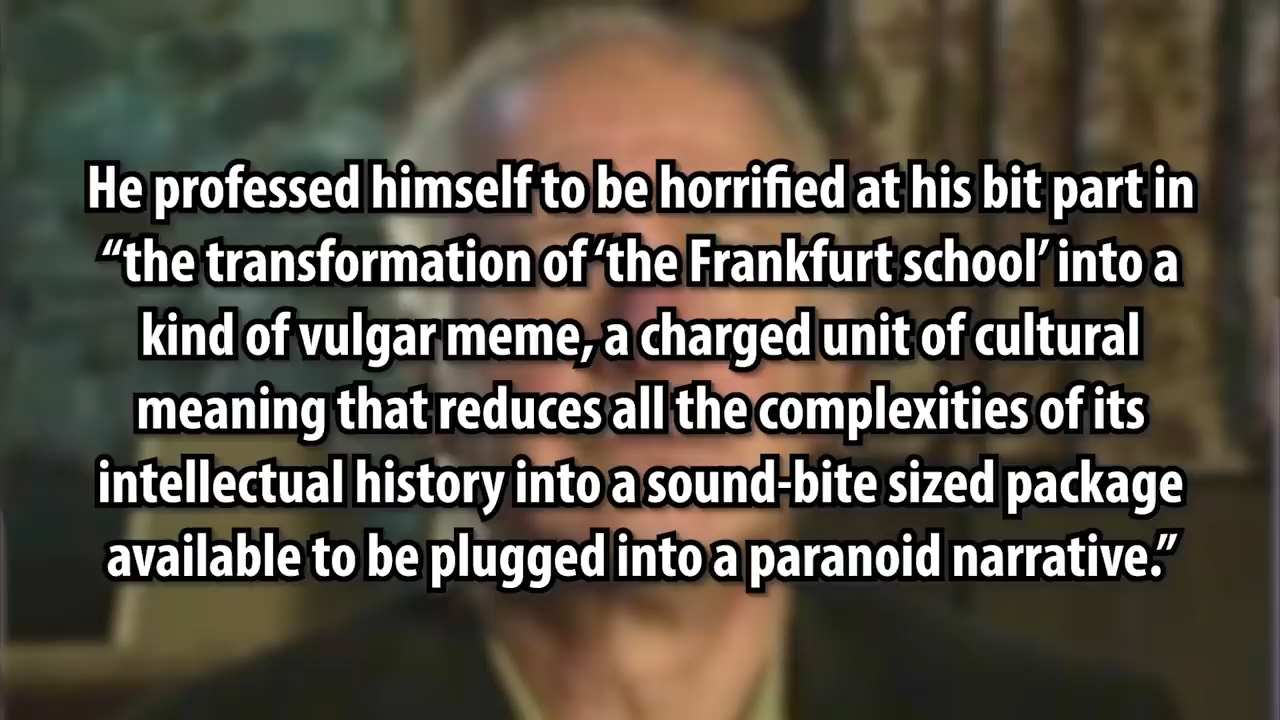 He professed himself to be horrified at his bit part in
“the transformation of ‘the Frankfurt school’ into a
kind of vulgar meme, a charged unit of cultural
meaning that reduces all the complexities of its
intellectual history into a sound-bite sized package
available to be plugged into a paranoid narrative.”